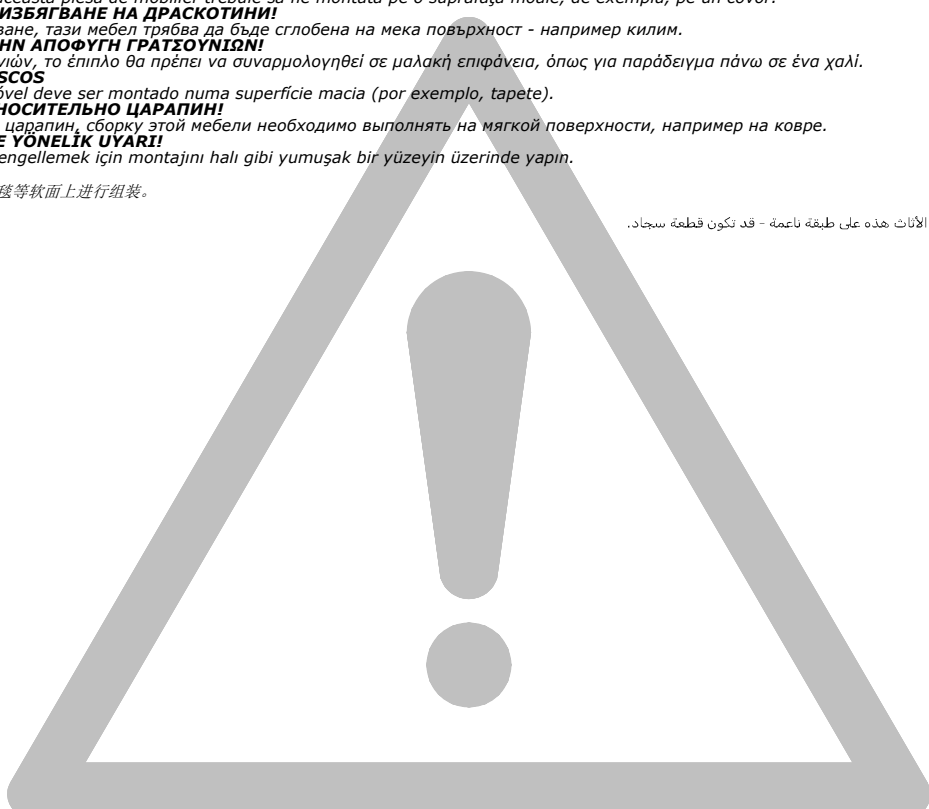 această piesă de mobilier trebuie să fie montată pe o suprafaţă moale, de exemplu, pe un covor.
ИЗБЯГВАНЕ НА ДРАСКОТИНИ!
ване, тази мебел трябва да бъде сглобена на мека повърхност - например килим.
ΗΝ ΑΠΟΦΥΓΗ ΓΡΑΤΣΟΥΝΙΩΝ!
νιών, το έπιπλο θα πρέπει να συναρμολογηθεί σε μαλακή επιφάνεια, όπως για παράδειγμα πάνω σε ένα χαλί.
SCOS
óvel deve ser montado numa superfície macia (por exemplo, tapete).
НОСИТЕЛЬНО ЦАРАПИН!
царапин, сборку этой мебели необходимо выполнять на мягкой поверхности, например на ковре.
E YÖNELİK UYARI!
engellemek için montajını halı gibi yumuşak bir yüzeyin üzerinde yapın.
毯等软面上进行组装。
الأثاث هذه على طبقة ناعمة - قد تكون قطعة سجاد.